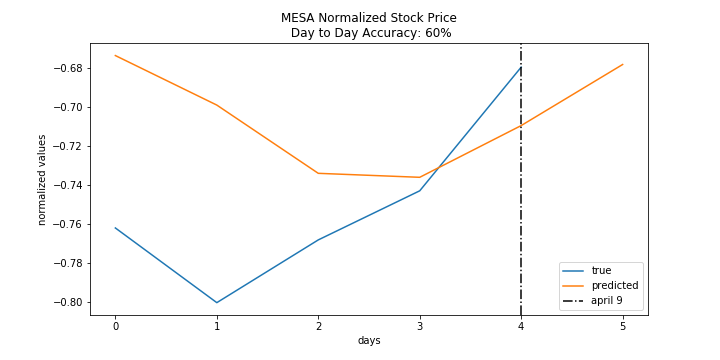 MESA Normalized Stock Price
Day to Day Accuracy: 60%
−0.68
−0.70
−0.72
−0.74
−0.76
−0.78
−0.80
normalized values
0 1 2 3 4 5
days
true
predicted
april 9